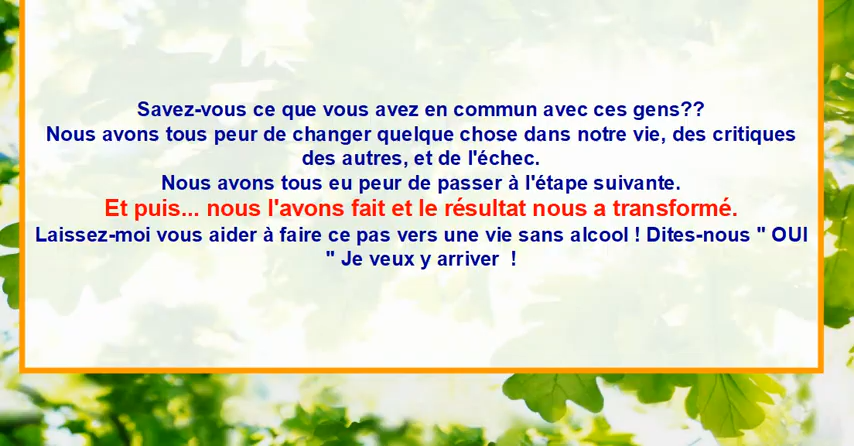 Savez-vous ce que vous avez en commun avec ces gens??
Nous avons tous peur de changer quelque chose dans notre vie, des critiques
des autres, et de l'échec.
Nous avons tous eu peur de passer à l'étape suivante.
Et puis... nous l'avons fait et le résultat nous a transformé.
Laissez-moi vous aider à faire ce pas vers une vie sans alcool ! Dites-nous " OUI
" Je veux y arriver  !